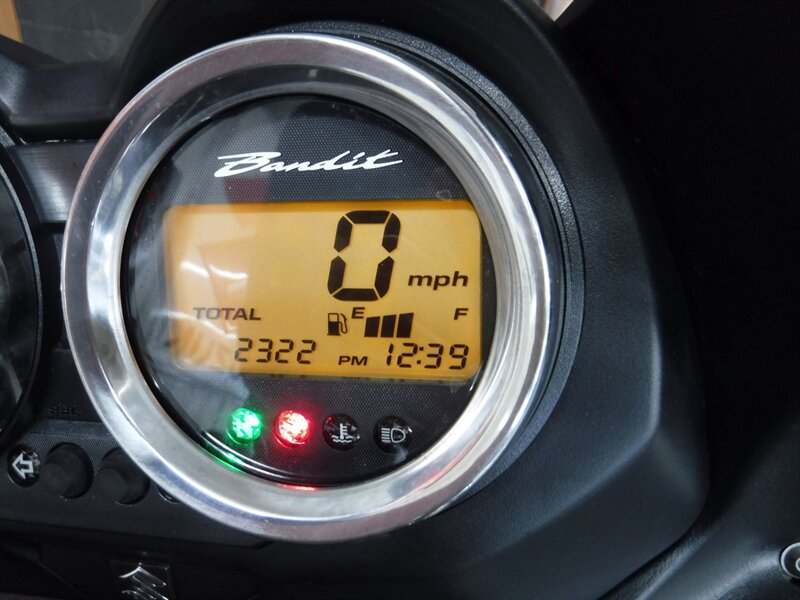 Bandit
0 mph
TOTAL E F
2322 PM 12:39